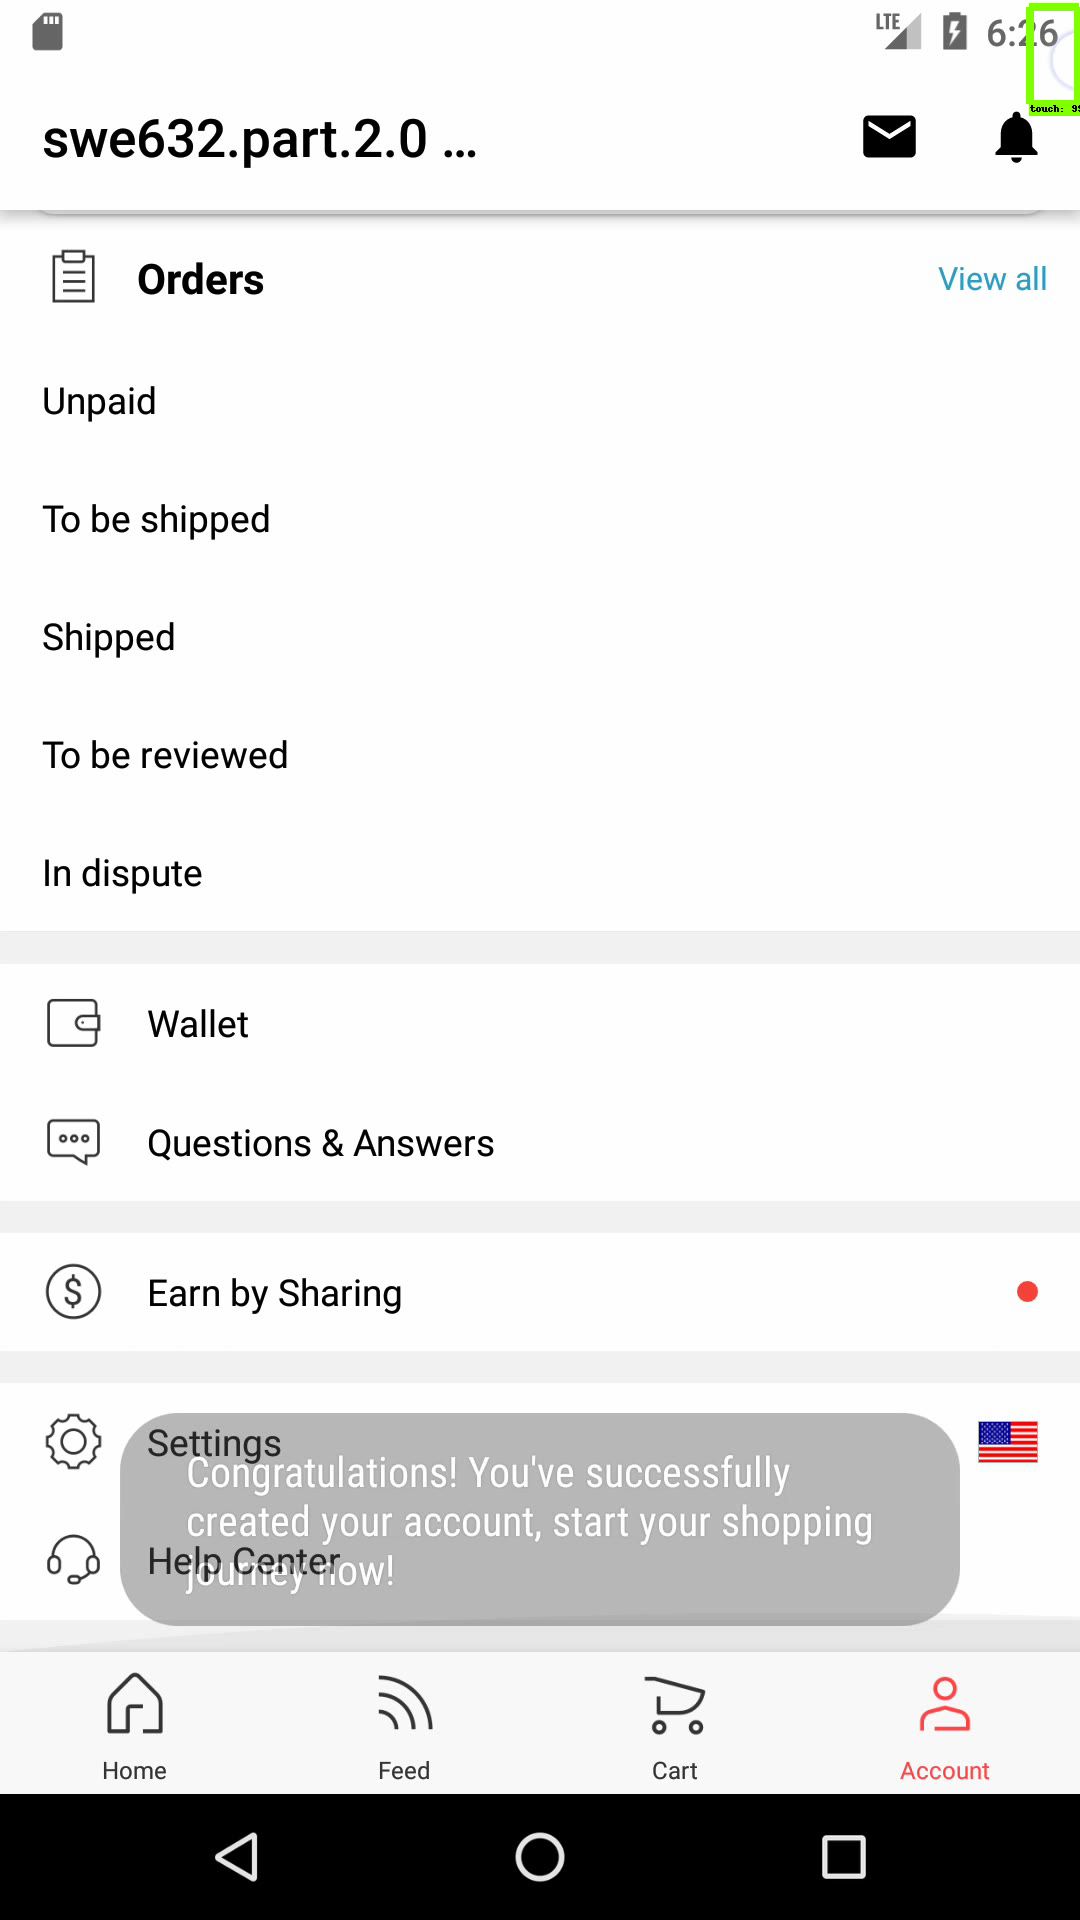 LTE 6:26
touch: 9
swe632.part.2.0 ...
Orders
View all
Unpaid
To be shipped
Shipped
To be reviewed
In dispute
Wallet
Questions & Answers
$ Earn by Sharing
Settings
Congratulations! You've successfully
created your account, start your shopping
Help Center
journey now!
Home Feed Cart Account